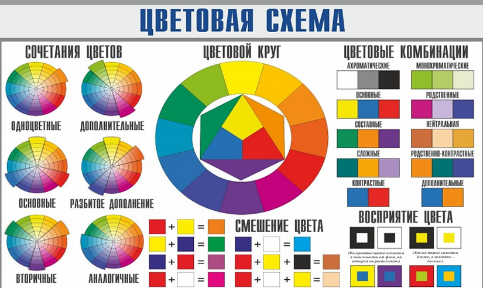 ЦВЕТОВАЯ СХЕМА
СОЧЕТАНИЯ ЦВЕТОВ
ОДНОЦВЕТНЫЕ
ДОПОЛНИТЕЛЬНЫЕ
ОСНОВНЫЕ
РАЗБИТОЕ ДОПОЛНЕНИЕ
ВТОРИЧНЫЕ
АНАЛОГИЧНЫЕ
ЦВЕТОВОЙ КРУГ
СМЕШЕНИЕ ЦВЕТА
+ =
+ =
+ =
+ =
+ =
+ + =
+ + =
ЦВЕТОВЫЕ КОМБИНАЦИИ
АХРОМАТИЧЕСКИЕ
МОНОХРОМАТИЧЕСКИЕ
ОСНОВНЫЕ
РОДСТВЕННЫЕ
СОСТАВНЫЕ
НЕЙТРАЛЬНАЯ
СЛОЖНЫЕ
РОДСТВЕННО-КОНТРАСТНЫЕ
КОНТРАСТНЫЕ
ДОПОЛНИТЕЛЬНЫЕ
ВОСПРИЯТИЕ ЦВЕТА